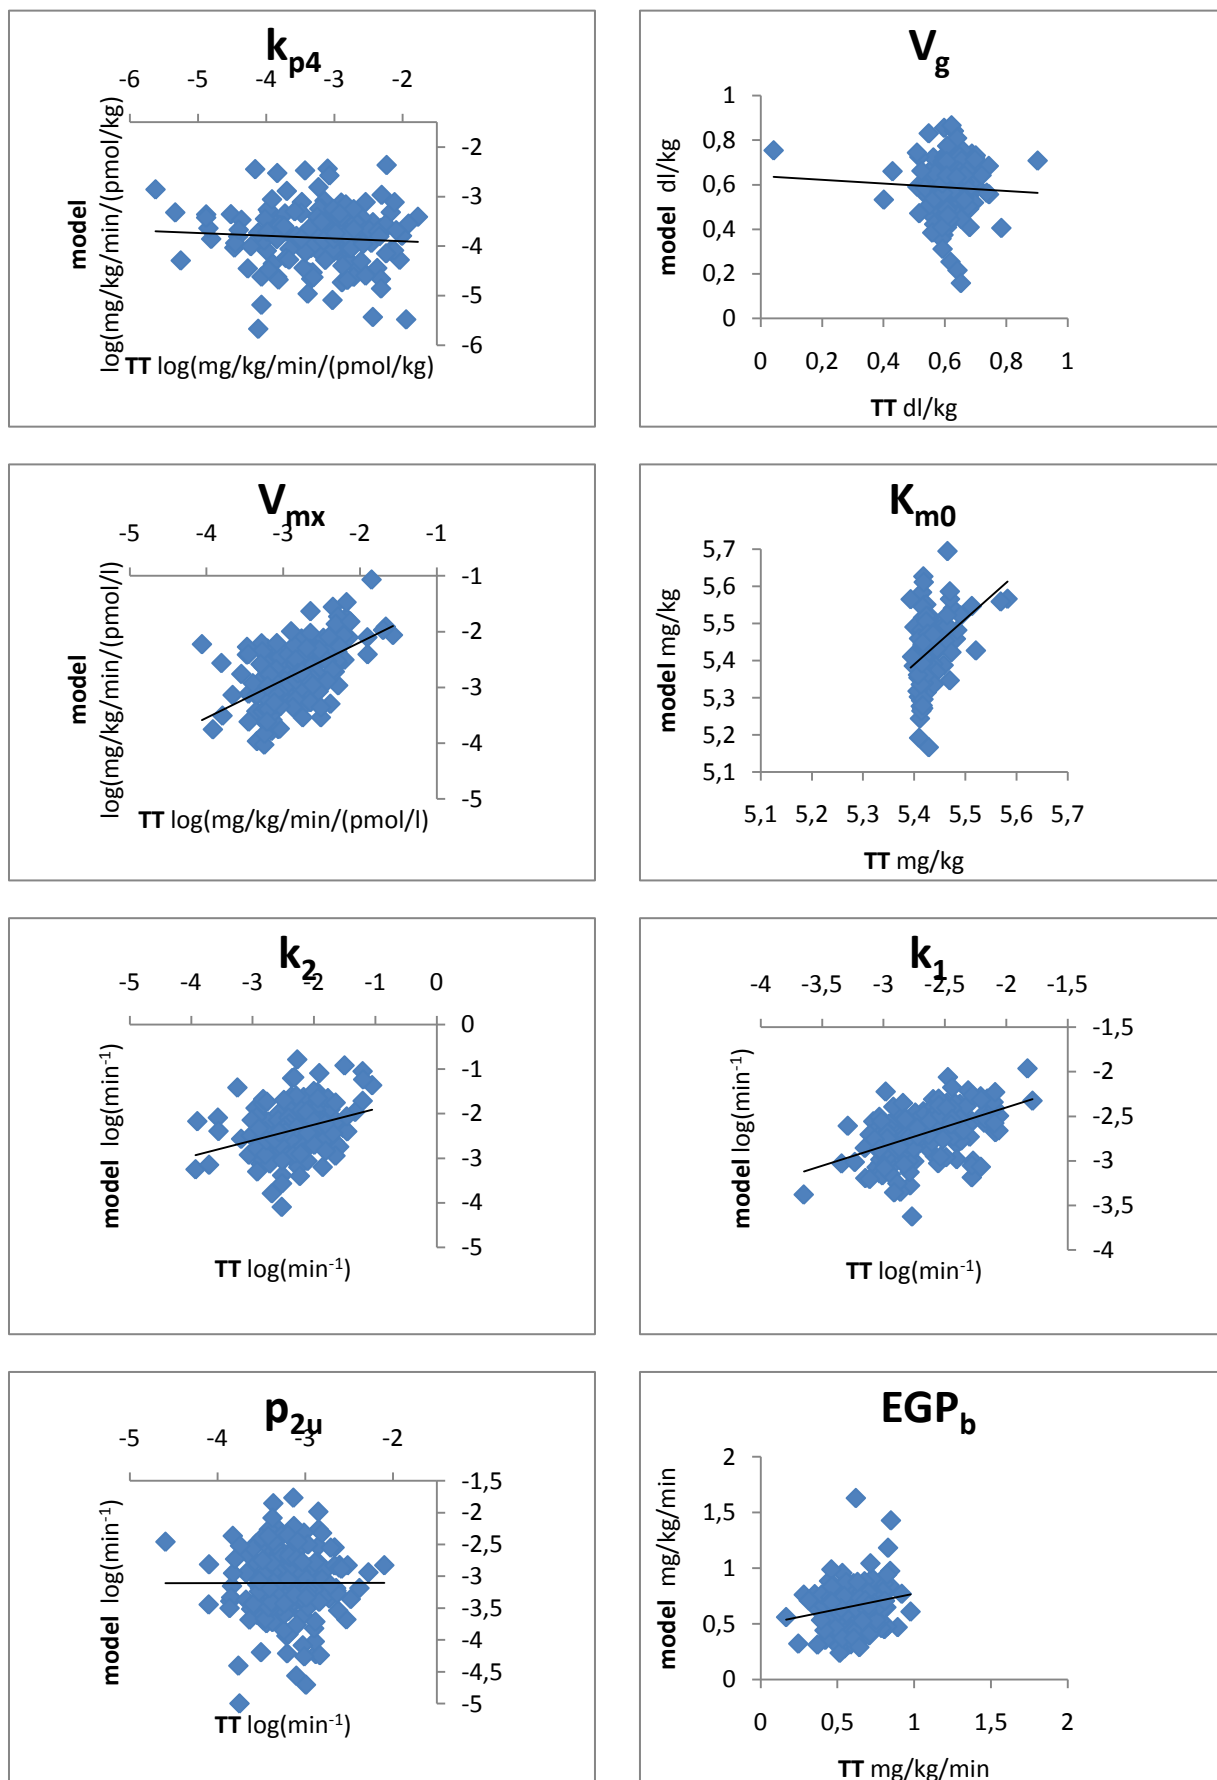 k_p4
-6 -5 -4 -3 -2
-2
-3
-4
-5
-6
model
log(mg/kg/min/(pmol/kg)
TT log(mg/kg/min/(pmol/kg)
V_g
1
0,8
0,6
0,4
0,2
0
model dl/kg
0 0,2 0,4 0,6 0,8 1
TT dl/kg
V_mx
-5 -4 -3 -2 -1
-1
-2
-3
-4
-5
model
log(mg/kg/min/(pmol/l)
TT log(mg/kg/min/(pmol/l)
K_m0
5,7
5,6
5,5
5,4
5,3
5,2
5,1
model mg/kg
5,1 5,2 5,3 5,4 5,5 5,6 5,7
TT mg/kg
k_2
-5 -4 -3 -2 -1 0
0
-1
-2
-3
-4
-5
model log(min⁻¹)
TT log(min⁻¹)
k_1
-4 -3,5 -3 -2,5 -2 -1,5
-1,5
-2
-2,5
-3
-3,5
-4
model log(min⁻¹)
TT log(min⁻¹)
p_2u
-5 -4 -3 -2
-1,5
-2
-2,5
-3
-3,5
-4
-4,5
-5
model log(min⁻¹)
TT log(min⁻¹)
EGP_b
2
1,5
1
0,5
0
model mg/kg/min
0 0,5 1 1,5 2
TT mg/kg/min